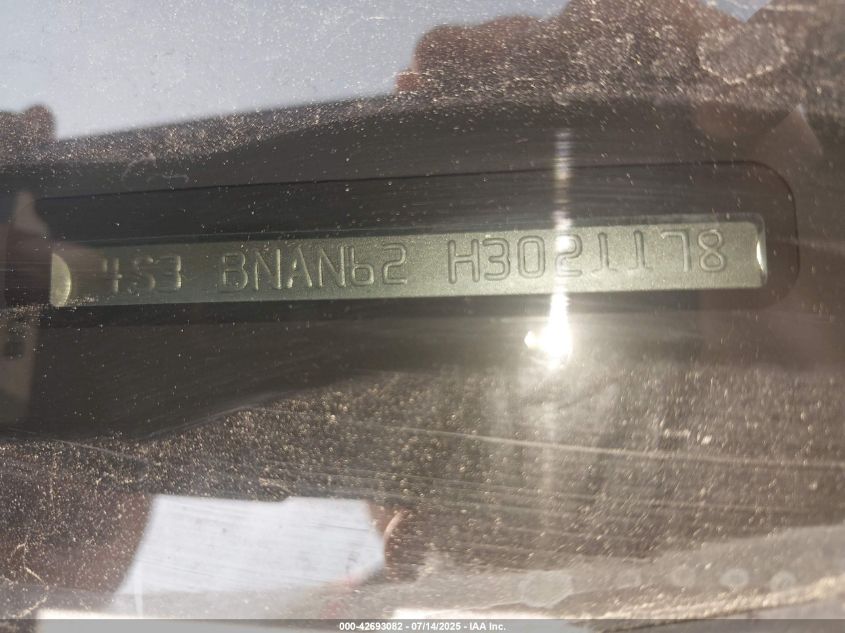 4S3 BNAN62 H3021178
000-42693082 - 07/14/2025 - IAA Inc.